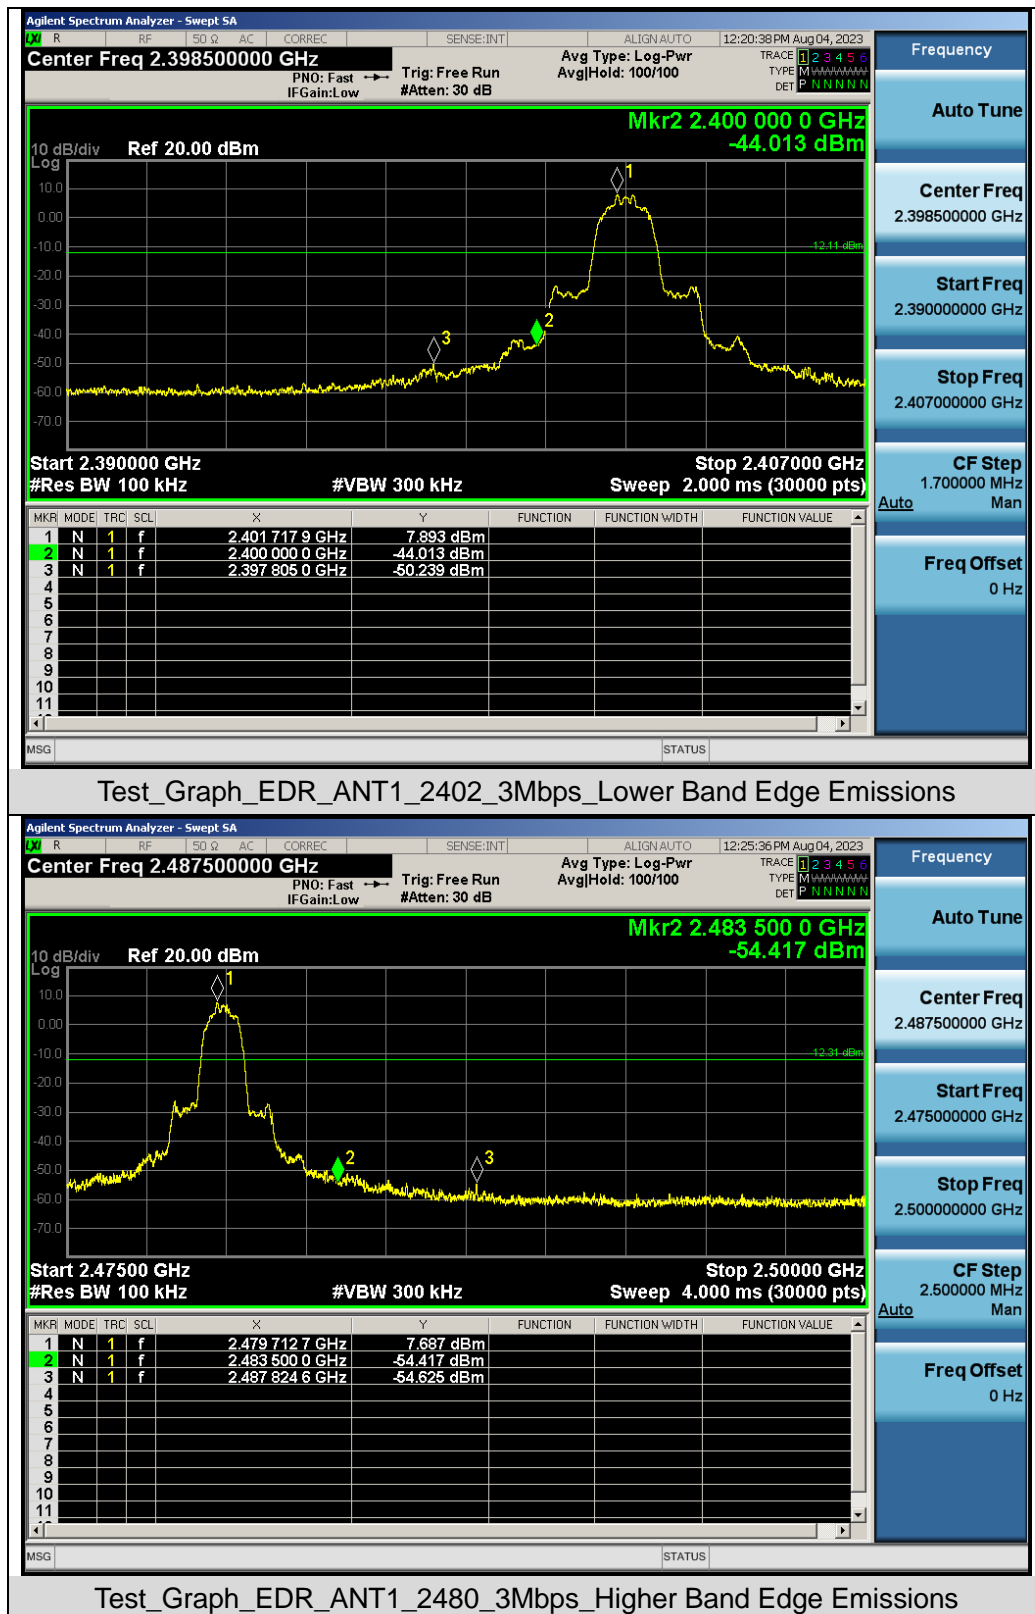 Agilent Spectrum Analyzer - Swept SA
LXI R RF 50 Ω AC CORREC SENSE:INT ALIGN AUTO 12:20:38 PM Aug 04, 2023
Center Freq 2.398500000 GHz
PNO: Fast
IFGain:Low
Trig: Free Run
#Atten: 30 dB
Avg Type: Log-Pwr
Avg|Hold: 100/100
TRACE 1 2 3 4 5 6
TYPE M
DET P N N N N N
Mkr2 2.400 000 0 GHz
-44.013 dBm
10 dB/div Ref 20.00 dBm
Log
10.0
0.00
-10.0
-20.0
-30.0
-40.0
-50.0
-60.0
-70.0
1
-12.11 dBm
2
3
Start 2.390000 GHz Stop 2.407000 GHz
#Res BW 100 kHz #VBW 300 kHz Sweep 2.000 ms (30000 pts)
MKR MODE TRC SCL X Y FUNCTION FUNCTION WIDTH FUNCTION VALUE
1 N 1 f 2.401 717 9 GHz 7.893 dBm
2 N 1 f 2.400 000 0 GHz -44.013 dBm
3 N 1 f 2.397 805 0 GHz -50.239 dBm
4
5
6
7
8
9
10
11
MSG STATUS
Frequency
Auto Tune
Center Freq
2.398500000 GHz
Start Freq
2.390000000 GHz
Stop Freq
2.407000000 GHz
CF Step
1.700000 MHz
Auto Man
Freq Offset
0 Hz
Test_Graph_EDR_ANT1_2402_3Mbps_Lower Band Edge Emissions
Agilent Spectrum Analyzer - Swept SA
LXI R RF 50 Ω AC CORREC SENSE:INT ALIGN AUTO 12:25:36 PM Aug 04, 2023
Center Freq 2.487500000 GHz
PNO: Fast
IFGain:Low
Trig: Free Run
#Atten: 30 dB
Avg Type: Log-Pwr
Avg|Hold: 100/100
TRACE 1 2 3 4 5 6
TYPE M
DET P N N N N N
Mkr2 2.483 500 0 GHz
-54.417 dBm
10 dB/div Ref 20.00 dBm
Log
10.0
0.00
-10.0
-20.0
-30.0
-40.0
-50.0
-60.0
-70.0
1
-12.31 dBm
2
3
Start 2.47500 GHz Stop 2.50000 GHz
#Res BW 100 kHz #VBW 300 kHz Sweep 4.000 ms (30000 pts)
MKR MODE TRC SCL X Y FUNCTION FUNCTION WIDTH FUNCTION VALUE
1 N 1 f 2.479 712 7 GHz 7.687 dBm
2 N 1 f 2.483 500 0 GHz -54.417 dBm
3 N 1 f 2.487 824 6 GHz -54.625 dBm
4
5
6
7
8
9
10
11
MSG STATUS
Frequency
Auto Tune
Center Freq
2.487500000 GHz
Start Freq
2.475000000 GHz
Stop Freq
2.500000000 GHz
CF Step
2.500000 MHz
Auto Man
Freq Offset
0 Hz
Test_Graph_EDR_ANT1_2480_3Mbps_Higher Band Edge Emissions